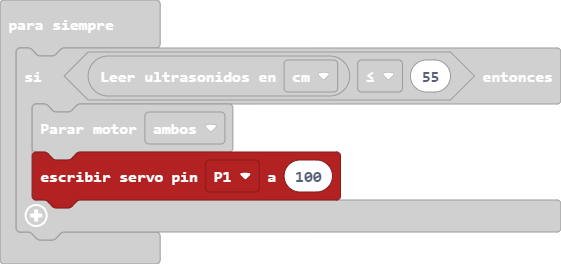 para siempre
si Leer ultrasonidos en cm ≤ 55 entonces
Parar motor ambos
escribir servo pin P1 a 100